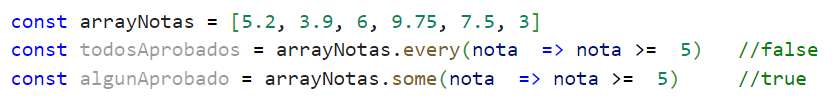 const arrayNotas = [5.2, 3.9, 6, 9.75, 7.5, 3]
const todosAprobados = arrayNotas.every(nota  => nota >=  5)   //false
const algunAprobado = arrayNotas.some(nota  => nota >=  5)     //true